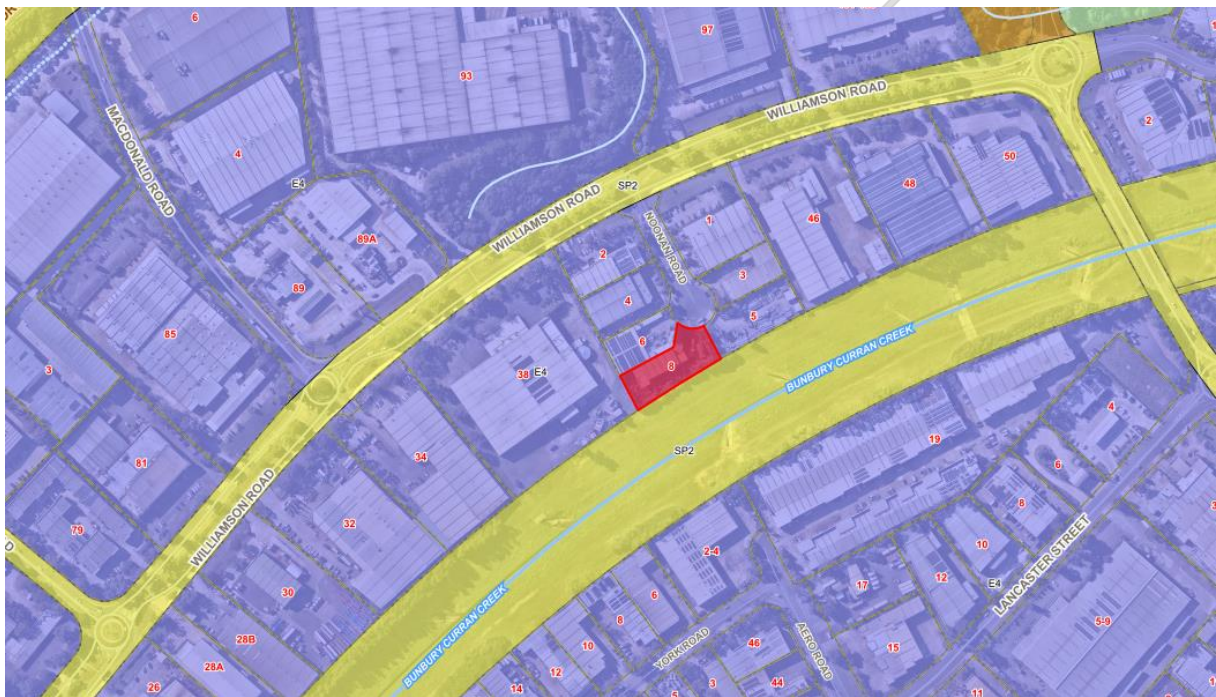 6
97
93
WILLIAMSON ROAD
2
MACDONALD ROAD
4
50
E4
SP2
48
WILLIAMSON ROAD
NOONAN ROAD
1
46
89A
2
3
89
4
5
85
6
BUNBURY CURRAN CREEK
3
38
E4
8
19
4
SP2
34
6
81
8
32
WILLIAMSON ROAD
10
79
2-4
LANCASTER STREET
E4
17
12
30
BUNBURY CURRAN CREEK
6
8
5-9
28B
YORK ROAD
AERO ROAD
10
46
15
28A
12
26
14
5
3
44
11